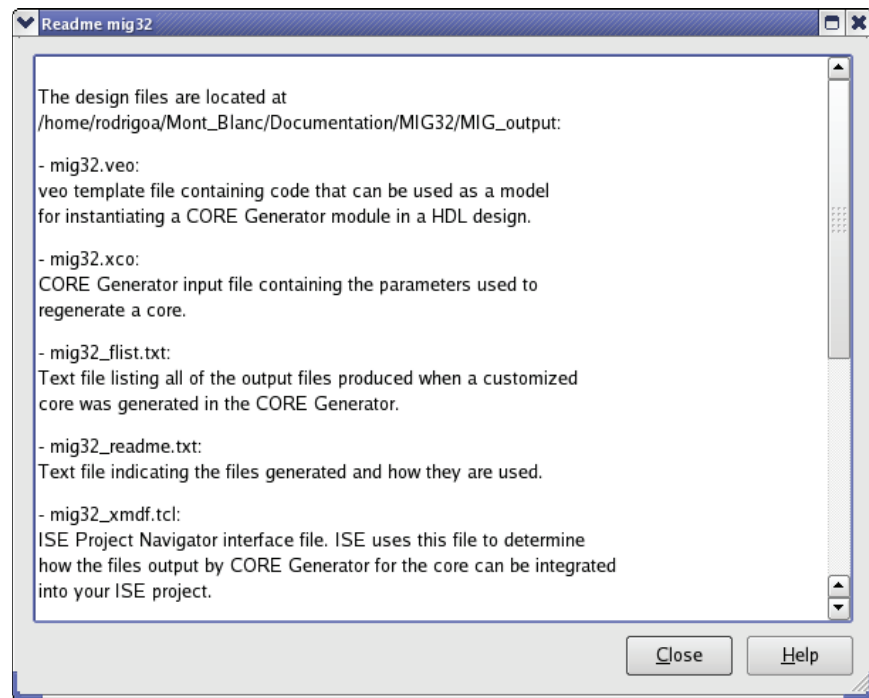 Readme mig32
The design files are located at
/home/rodrigoa/Mont_Blanc/Documentation/MIG32/MIG_output:
- mig32.veo:
veo template file containing code that can be used as a model
for instantiating a CORE Generator module in a HDL design.
- mig32.xco:
CORE Generator input file containing the parameters used to
regenerate a core.
- mig32_flist.txt:
Text file listing all of the output files produced when a customized
core was generated in the CORE Generator.
- mig32_readme.txt:
Text file indicating the files generated and how they are used.
- mig32_xmdf.tcl:
ISE Project Navigator interface file. ISE uses this file to determine
how the files output by CORE Generator for the core can be integrated
into your ISE project.
Close Help